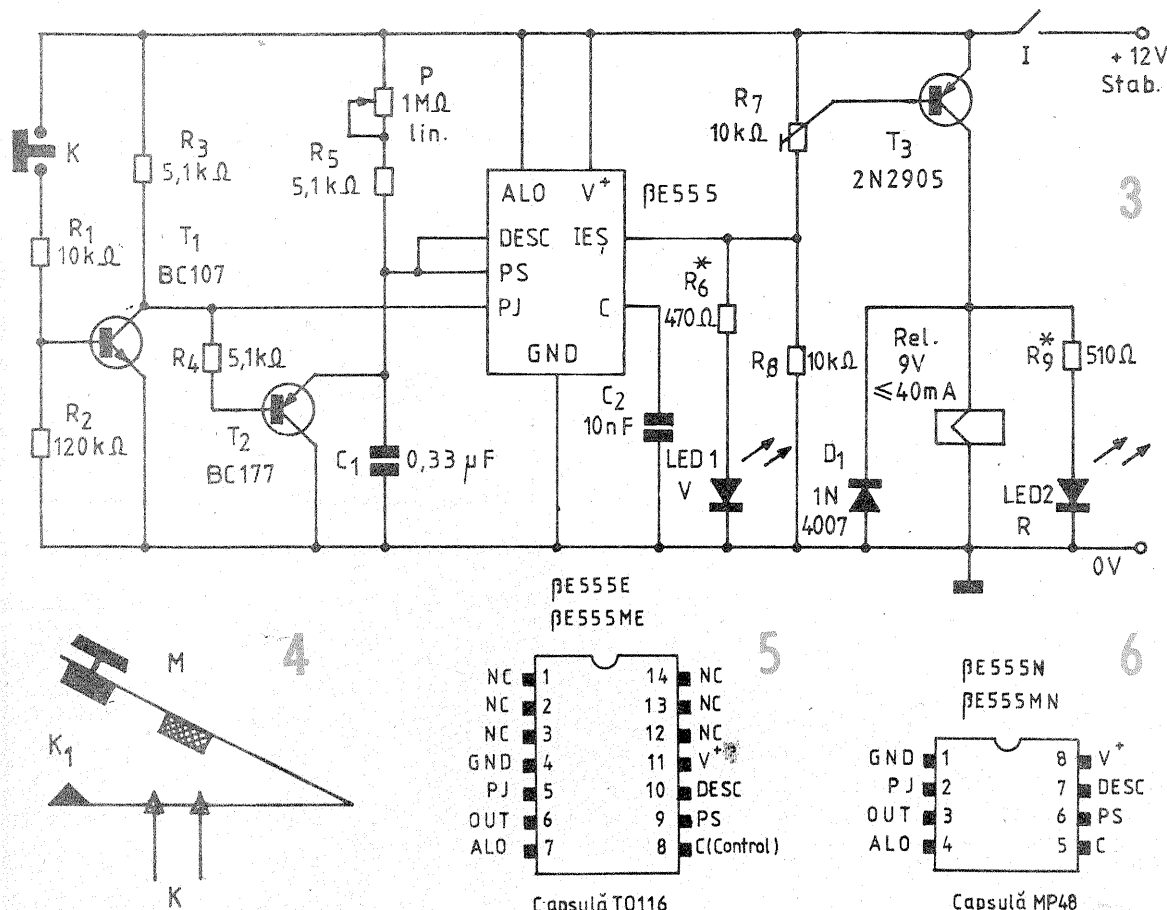 I
+ 12V
Stab.
K
R1
10kΩ
R2
120kΩ
R3
5,1kΩ
T1
BC107
R4
5,1kΩ
T2
BC177
P
1MΩ
lin.
R5
5,1kΩ
C1
0,33 µF
ALO
V+
βE555
DESC
IEȘ
PS
PJ
C
GND
C2
10nF
R6*
470Ω
LED 1
V
R7
10kΩ
R8
10kΩ
T3
2N2905
3
Rel.
9V
≤40mA
D1
1N
4007
R9*
510Ω
LED2
R
0V
4
M
K1
K
βE555E
βE555ME
5
NC 1 14 NC
NC 2 13 NC
NC 3 12 NC
GND 4 11 V+
PJ 5 10 DESC
OUT 6 9 PS
ALO 7 8 C(Control)
Capsulă TO116
6
βE555N
βE555MN
GND 1 8 V+
PJ 2 7 DESC
OUT 3 6 PS
ALO 4 5 C
Capsulă MP48